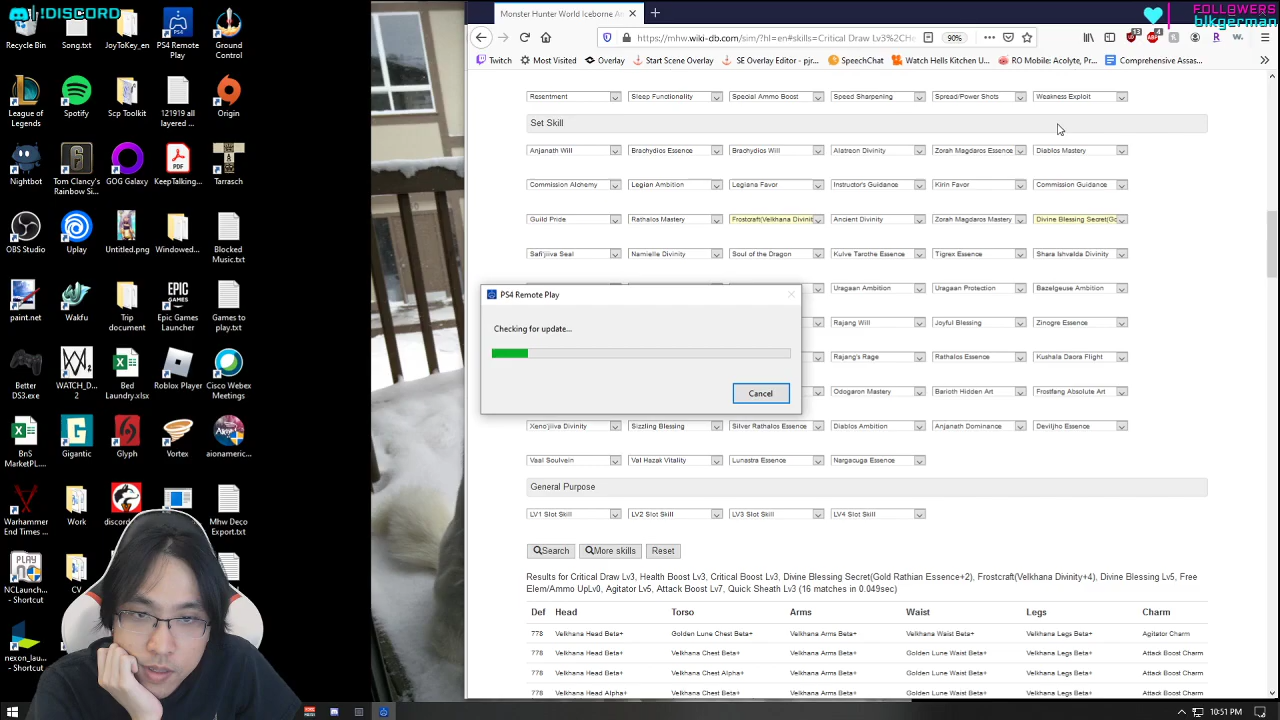 !DISCORD
FOLLOWERS
blkgerman
Recycle Bin
Song.txt
JoyToKey_en
PS4 Remote Play
Ground Control
League of Legends
Spotify
Scp Toolkit
121919 all layered ...
Origin
Nightbot
Tom Clancy's Rainbow Si...
GOG Galaxy
KeepTalking...
Tarrasch
OBS Studio
Uplay
Untitled.png
Windowed...
Blocked Music.txt
paint.net
Wakfu
Trip document
Epic Games Launcher
Games to play.txt
Better DS3.exe
WATCH_D... 2
Bed Laundry.xlsx
Roblox Player
Cisco Webex Meetings
BnS MarketPL...
Gigantic
Glyph
Vortex
aionameric...
Warhammer End Times ...
Work
discord
Mhw Deco Export.txt
NCLaunch... - Shortcut
CV
nexon_lau... - Shortcut
Monster Hunter World Iceborne Ar
https://mhw.wiki-db.com/sim/?hl=en#skills=Critical Draw Lv3%2CHe
90%
Twitch
Most Visited
Overlay
Start Scene Overlay
SE Overlay Editor - pjr...
SpeechChat
Watch Hells Kitchen U...
RO Mobile: Acolyte, Pr...
Comprehensive Assa...
Resentment Sleep Functionality Special Ammo Boost Speed Sharpening Spread/Power Shots Weakness Exploit
Set Skill
Anjanath Will Brachydios Essence Brachydios Will Alatreon Divinity Zorah Magdaros Essence Diablos Mastery
Commission Alchemy Legian Ambition Legiana Favor Instructor's Guidance Kirin Favor Commission Guidance
Guild Pride Rathalos Mastery Frostcraft(Velkhana Divinit Ancient Divinity Zorah Magdaros Mastery Divine Blessing Secret(Go
Safi'jiiva Seal Namielle Divinity Soul of the Dragon Kulve Tarothe Essence Tigrex Essence Shara Ishvalda Divinity
Uragaan Ambition Uragaan Protection Bazelgeuse Ambition
Rajang Will Joyful Blessing Zinogre Essence
Rajang's Rage Rathalos Essence Kushala Daora Flight
Odogaron Mastery Barioth Hidden Art Frostfang Absolute Art
Xeno'jiiva Divinity Sizzling Blessing Silver Rathalos Essence Diablos Ambition Anjanath Dominance Deviljho Essence
Vaal Soulvein Val Hazak Vitality Lunastra Essence Nargacuga Essence
PS4 Remote Play
Checking for update...
Cancel
General Purpose
LV1 Slot Skill LV2 Slot Skill LV3 Slot Skill LV4 Slot Skill
Search More skills Reset
Results for Critical Draw Lv3, Health Boost Lv3, Critical Boost Lv3, Divine Blessing Secret(Gold Rathian Essence+2), Frostcraft(Velkhana Divinity+4), Divine Blessing Lv5, Free
Elem/Ammo UpLv0, Agitator Lv5, Attack Boost Lv7, Quick Sheath Lv3 (16 matches in 0.049sec)
Def Head Torso Arms Waist Legs Charm
778 Velkhana Head Beta+ Golden Lune Chest Beta+ Velkhana Arms Beta+ Velkhana Waist Beta+ Velkhana Legs Beta+ Agitator Charm
778 Velkhana Head Beta+ Velkhana Chest Beta+ Velkhana Arms Beta+ Golden Lune Waist Beta+ Velkhana Legs Beta+ Attack Boost Charm
778 Velkhana Head Beta+ Velkhana Chest Alpha+ Velkhana Arms Beta+ Golden Lune Waist Beta+ Velkhana Legs Beta+ Attack Boost Charm
778 Velkhana Head Alpha+ Velkhana Chest Beta+ Velkhana Arms Beta+ Golden Lune Waist Beta+ Velkhana Legs Beta+ Attack Boost Charm
10:51 PM